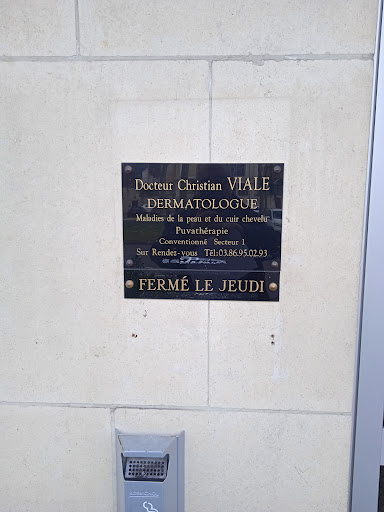 Docteur Christian VIALE
DERMATOLOGUE
Maladies de la peau et du cuir chevelu
Puvathérapie
Conventionné Secteur 1
Sur Rendez-vous Tél:03.86.95.02.93
FERMÉ LE JEUDI